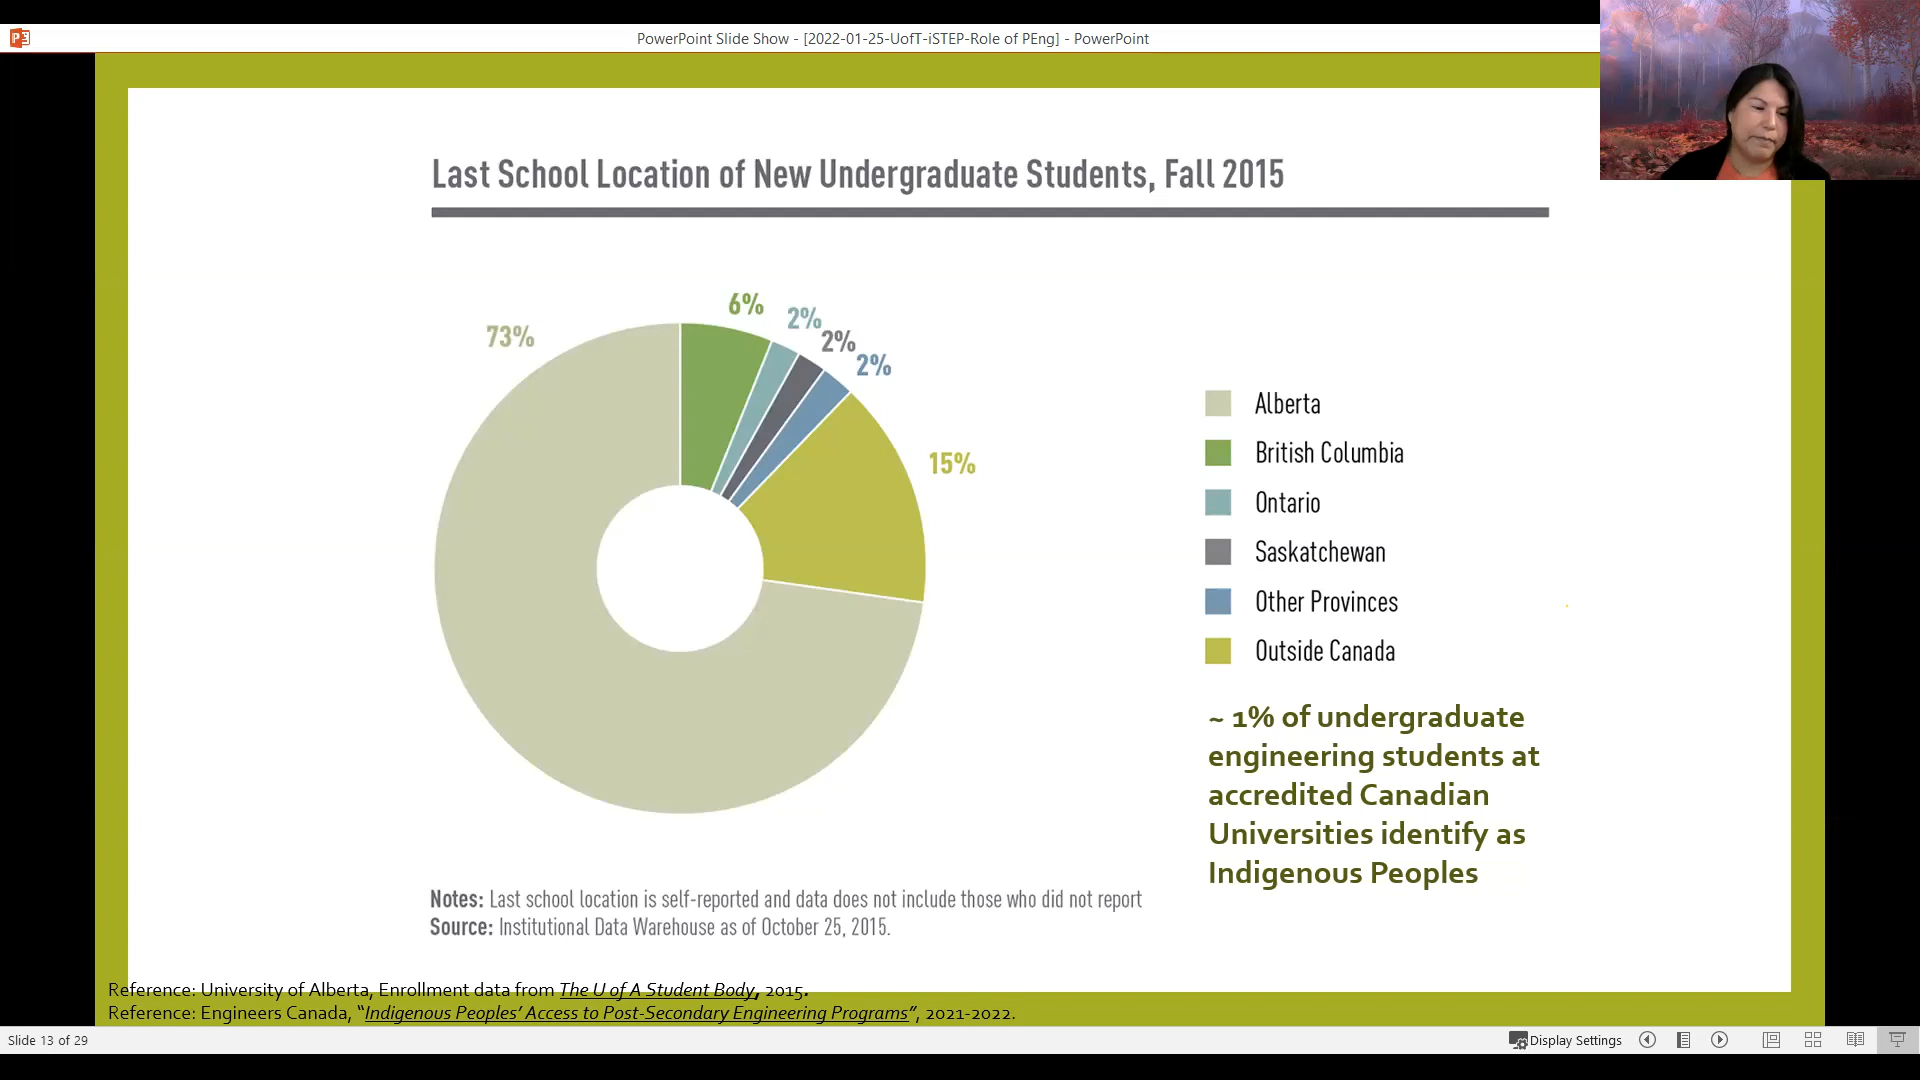 PowerPoint Slide Show - [2022-01-25-UofT-iSTEP-Role of PEng] - PowerPoint
Last School Location of New Undergraduate Students, Fall 2015
6%
2%
2%
2%
73%
15%
Alberta
British Columbia
Ontario
Saskatchewan
Other Provinces
Outside Canada
~ 1% of undergraduate
engineering students at
accredited Canadian
Universities identify as
Indigenous Peoples
Notes: Last school location is self-reported and data does not include those who did not report
Source: Institutional Data Warehouse as of October 25, 2015.
Reference: University of Alberta, Enrollment data from The U of A Student Body, 2015.
Reference: Engineers Canada, “Indigenous Peoples’ Access to Post-Secondary Engineering Programs”, 2021-2022.
Slide 13 of 29
Display Settings